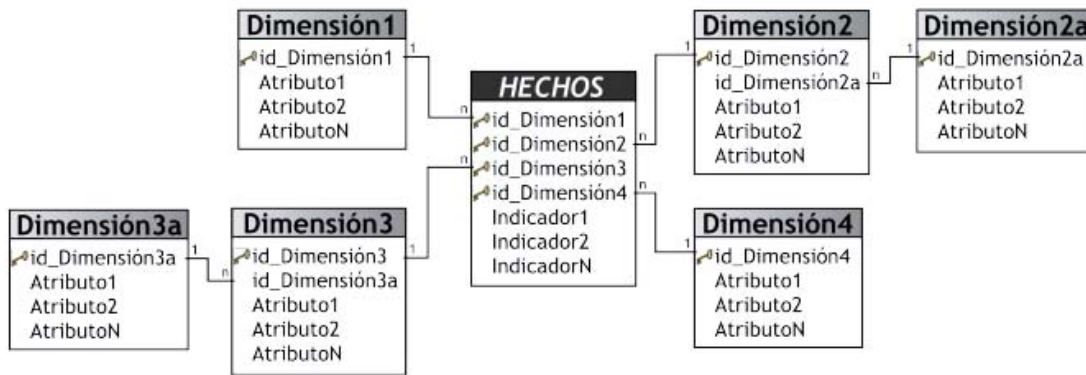 Dimensión1
id_Dimensión1
Atributo1
Atributo2
AtributoN
1
n
HECHOS
id_Dimensión1
id_Dimensión2
id_Dimensión3
id_Dimensión4
Indicador1
Indicador2
IndicadorN
n
n
n
Dimensión2
id_Dimensión2
id_Dimensión2a
Atributo1
Atributo2
AtributoN
1
n
Dimensión2a
id_Dimensión2a
Atributo1
Atributo2
AtributoN
1
Dimensión3a
id_Dimensión3a
Atributo1
Atributo2
AtributoN
1
n
Dimensión3
id_Dimensión3
id_Dimensión3a
Atributo1
Atributo2
AtributoN
1
Dimensión4
id_Dimensión4
Atributo1
Atributo2
AtributoN
1